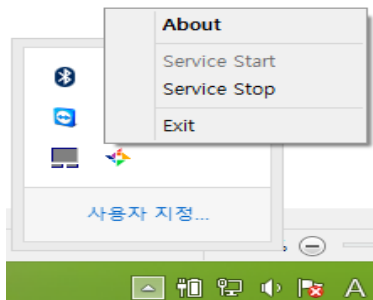 About
Service Start
Service Stop
Exit
사용자 지정...
A